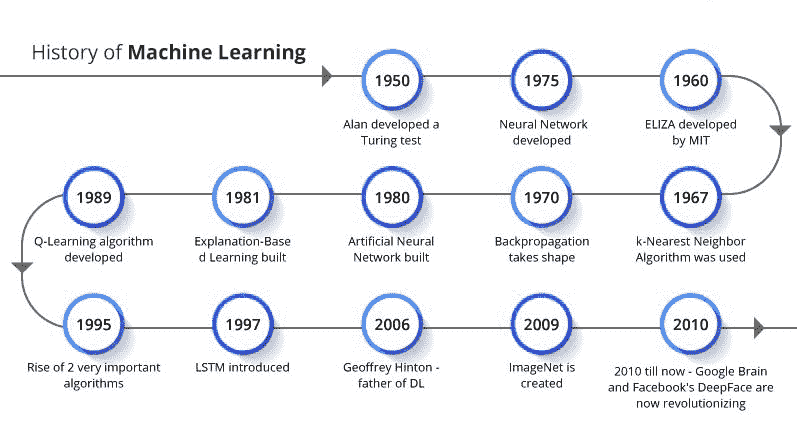 History of Machine Learning
1950
Alan developed a
Turing test
1975
Neural Network
developed
1960
ELIZA developed
by MIT
1967
k-Nearest Neighbor
Algorithm was used
1970
Backpropagation
takes shape
1980
Artificial Neural
Network built
1981
Explanation-Base
d Learning built
1989
Q-Learning algorithm
developed
1995
Rise of 2 very important
algorithms
1997
LSTM introduced
2006
Geoffrey Hinton -
father of DL
2009
ImageNet is
created
2010
2010 till now - Google Brain
and Facebook's DeepFace are
now revolutionizing